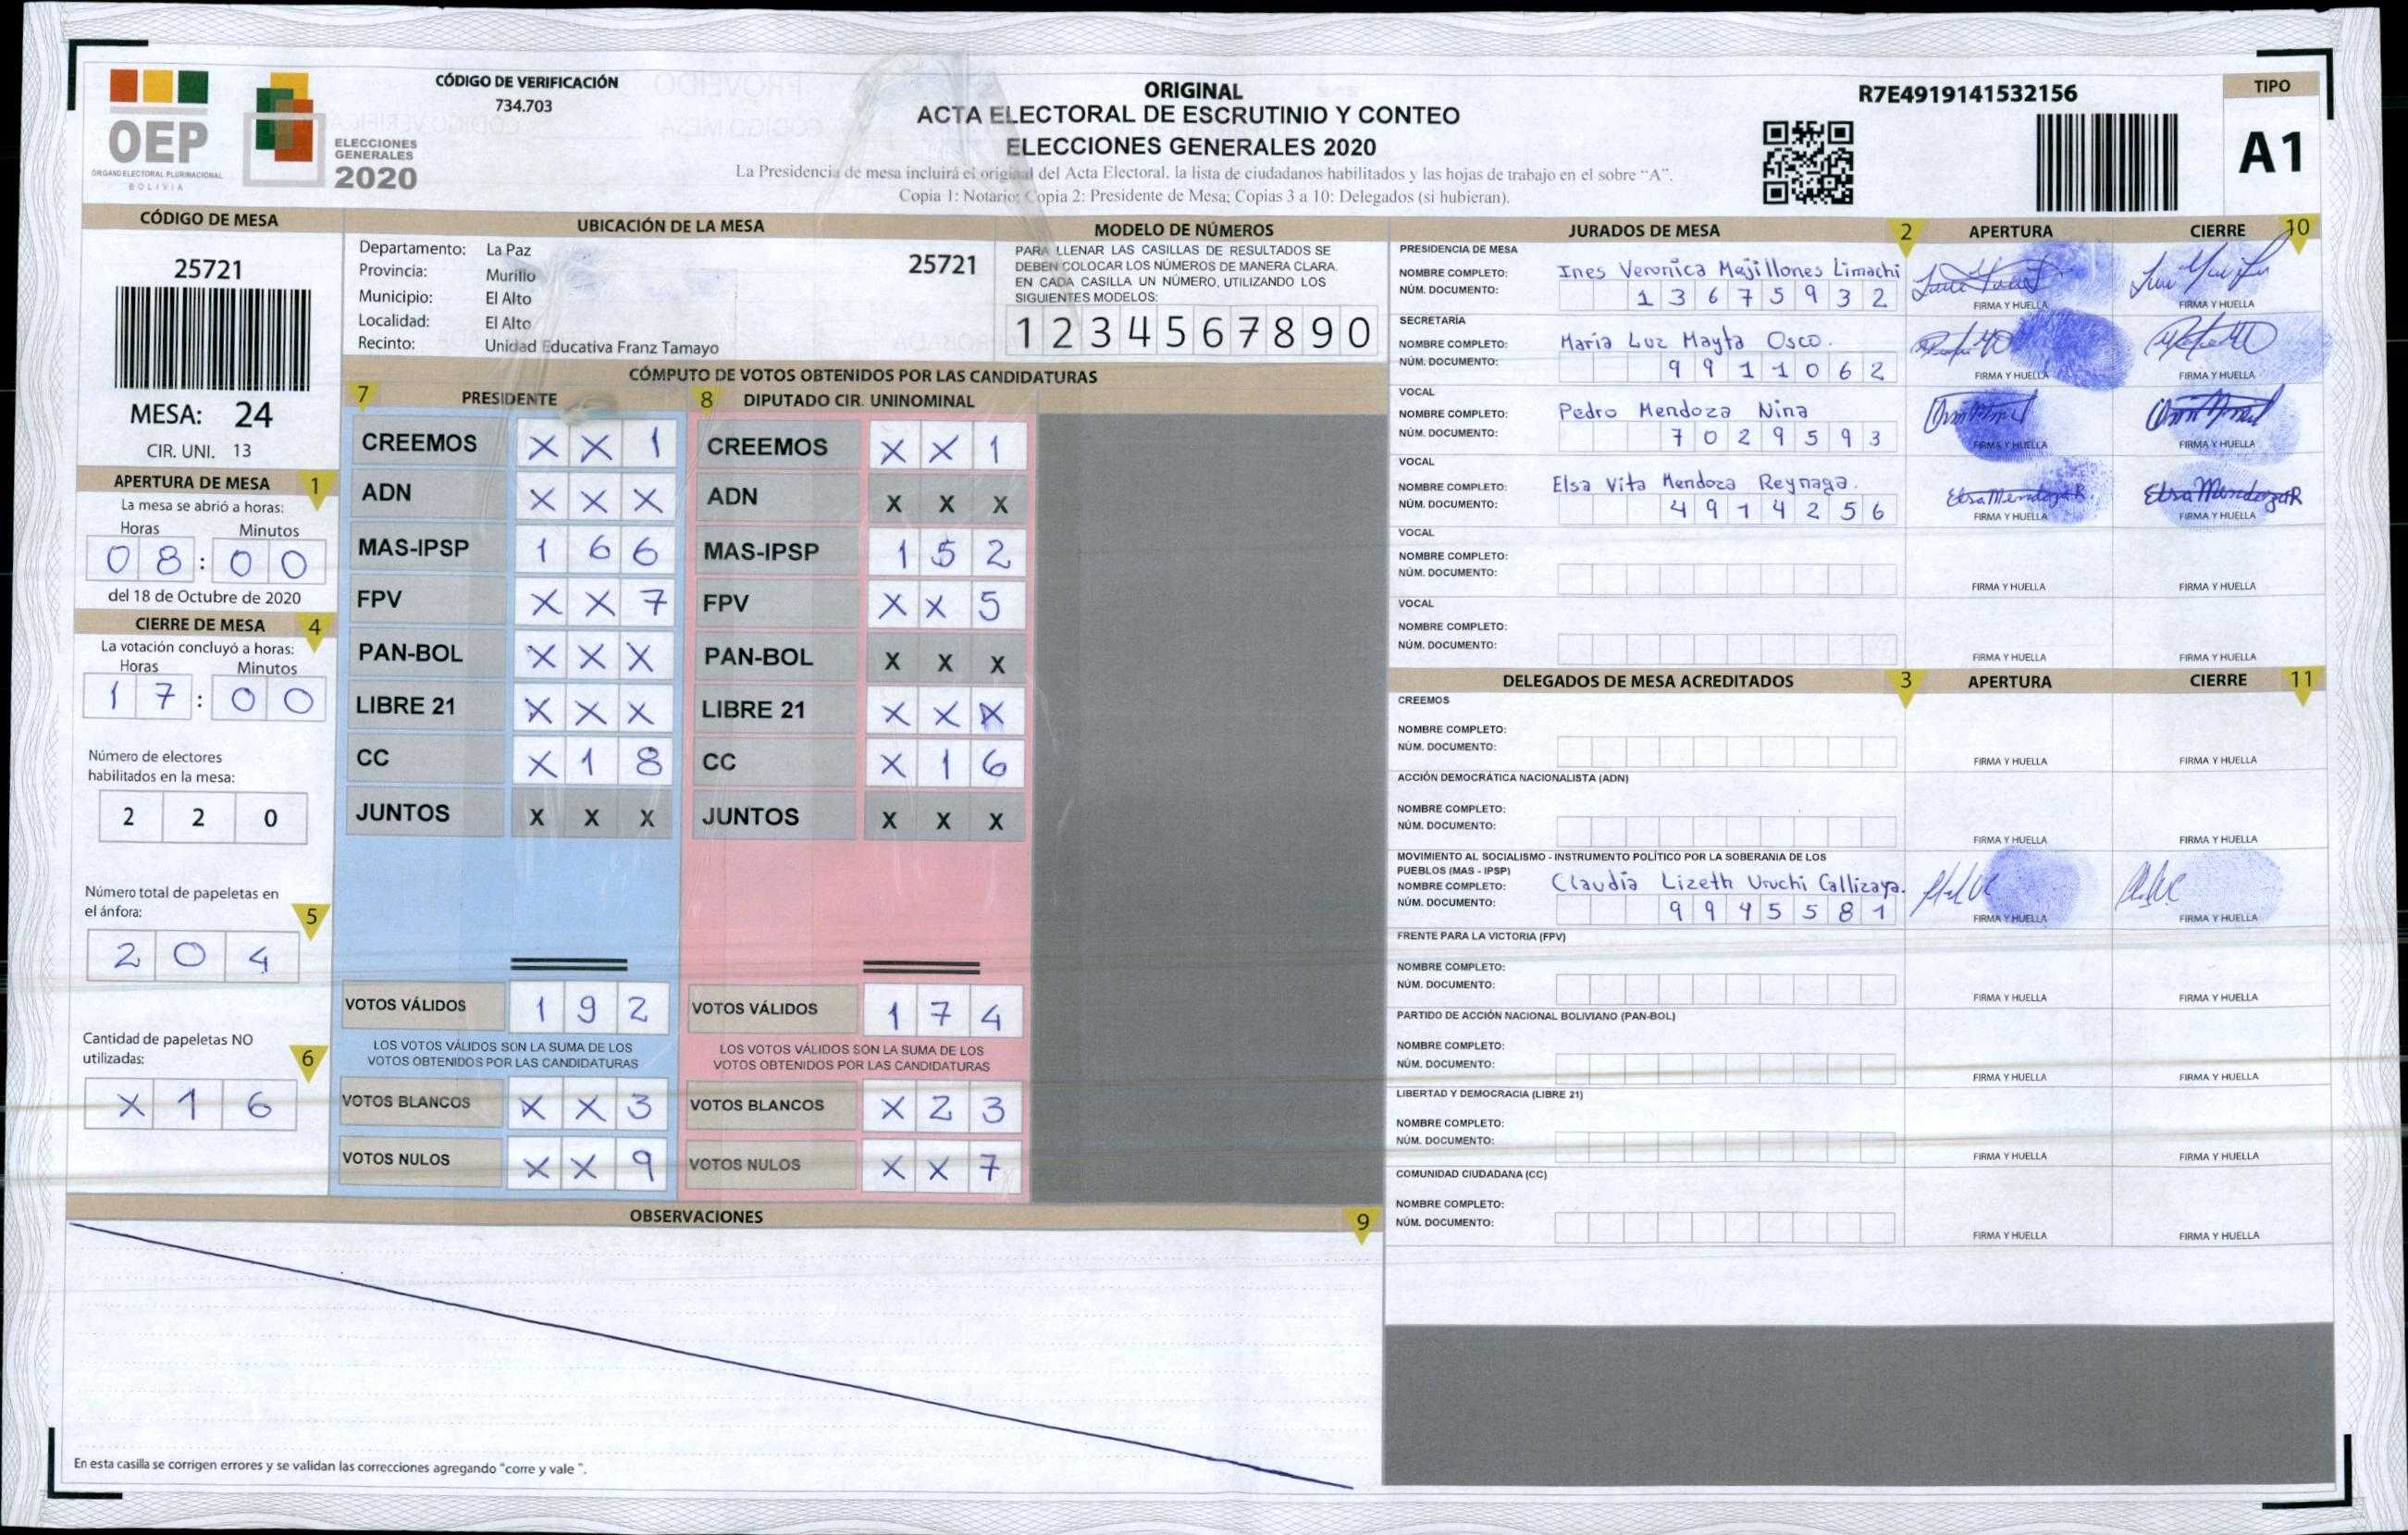 CÓDIGO DE VERIFICACIÓN
734.703
OEP
ÓRGANO ELECTORAL PLURINACIONAL
BOLIVIA
ELECCIONES
GENERALES
2020
ORIGINAL
ACTA ELECTORAL DE ESCRUTINIO Y CONTEO
ELECCIONES GENERALES 2020
La Presidencia de mesa incluirá el original del Acta Electoral, la lista de ciudadanos habilitados y las hojas de trabajo en el sobre “A”.
Copia 1: Notario; Copia 2: Presidente de Mesa; Copias 3 a 10: Delegados (si hubieran).
R7E4919141532156
TIPO
A1
CÓDIGO DE MESA
25721
MESA: 24
CIR. UNI. 13
UBICACIÓN DE LA MESA
Departamento: La Paz
25721
Provincia: Murillo
Municipio: El Alto
Localidad: El Alto
Recinto: Unidad Educativa Franz Tamayo
MODELO DE NÚMEROS
PARA LLENAR LAS CASILLAS DE RESULTADOS SE
DEBEN COLOCAR LOS NÚMEROS DE MANERA CLARA.
EN CADA CASILLA UN NÚMERO, UTILIZANDO LOS
SIGUIENTES MODELOS:
1 2 3 4 5 6 7 8 9 0
APERTURA DE MESA 1
La mesa se abrió a horas:
Horas Minutos
0 8 : 0 0
del 18 de Octubre de 2020
CIERRE DE MESA 4
La votación concluyó a horas:
Horas Minutos
1 7 : 0 0
Número de electores
habilitados en la mesa:
2 2 0
Número total de papeletas en
el ánfora: 5
2 0 4
Cantidad de papeletas NO
utilizadas: 6
X 1 6
CÓMPUTO DE VOTOS OBTENIDOS POR LAS CANDIDATURAS
7 PRESIDENTE
CREEMOS X X 1
ADN X X X
MAS-IPSP 1 6 6
FPV X X 7
PAN-BOL X X X
LIBRE 21 X X X
CC X 1 8
JUNTOS X X X
VOTOS VÁLIDOS 1 9 2
LOS VOTOS VÁLIDOS SON LA SUMA DE LOS
VOTOS OBTENIDOS POR LAS CANDIDATURAS
VOTOS BLANCOS X X 3
VOTOS NULOS X X 9
8 DIPUTADO CIR. UNINOMINAL
CREEMOS X X 1
ADN X X X
MAS-IPSP 1 5 2
FPV X X 5
PAN-BOL X X X
LIBRE 21 X X X
CC X 1 6
JUNTOS X X X
VOTOS VÁLIDOS 1 7 4
LOS VOTOS VÁLIDOS SON LA SUMA DE LOS
VOTOS OBTENIDOS POR LAS CANDIDATURAS
VOTOS BLANCOS X 2 3
VOTOS NULOS X X 7
OBSERVACIONES 9
En esta casilla se corrigen errores y se validan las correcciones agregando “corre y vale ”.
JURADOS DE MESA 2 APERTURA CIERRE 10
PRESIDENCIA DE MESA
NOMBRE COMPLETO: Ines Veronica Majillones Limachi
NÚM. DOCUMENTO: 1 3 6 7 5 9 3 2
FIRMA Y HUELLA FIRMA Y HUELLA
SECRETARÍA
NOMBRE COMPLETO: Maria Luz Mayta Osco.
NÚM. DOCUMENTO: 9 9 1 1 0 6 2
FIRMA Y HUELLA FIRMA Y HUELLA
VOCAL
NOMBRE COMPLETO: Pedro Mendoza Nina
NÚM. DOCUMENTO: 7 0 2 9 5 9 3
FIRMA Y HUELLA FIRMA Y HUELLA
VOCAL
NOMBRE COMPLETO: Elsa Vita Mendoza Reynaga.
NÚM. DOCUMENTO: 4 9 1 4 2 5 6
Elsa Mendoza R. Elsa Mendoza R
FIRMA Y HUELLA FIRMA Y HUELLA
VOCAL
NOMBRE COMPLETO:
NÚM. DOCUMENTO:
FIRMA Y HUELLA FIRMA Y HUELLA
VOCAL
NOMBRE COMPLETO:
NÚM. DOCUMENTO:
FIRMA Y HUELLA FIRMA Y HUELLA
DELEGADOS DE MESA ACREDITADOS 3 APERTURA CIERRE 11
CREEMOS
NOMBRE COMPLETO:
NÚM. DOCUMENTO:
FIRMA Y HUELLA FIRMA Y HUELLA
ACCIÓN DEMOCRÁTICA NACIONALISTA (ADN)
NOMBRE COMPLETO:
NÚM. DOCUMENTO:
FIRMA Y HUELLA FIRMA Y HUELLA
MOVIMIENTO AL SOCIALISMO - INSTRUMENTO POLÍTICO POR LA SOBERANIA DE LOS
PUEBLOS (MAS - IPSP)
NOMBRE COMPLETO: Claudia Lizeth Uruchi Callizaya.
NÚM. DOCUMENTO: 9 9 4 5 5 8 1
FIRMA Y HUELLA FIRMA Y HUELLA
FRENTE PARA LA VICTORIA (FPV)
NOMBRE COMPLETO:
NÚM. DOCUMENTO:
FIRMA Y HUELLA FIRMA Y HUELLA
PARTIDO DE ACCIÓN NACIONAL BOLIVIANO (PAN-BOL)
NOMBRE COMPLETO:
NÚM. DOCUMENTO:
FIRMA Y HUELLA FIRMA Y HUELLA
LIBERTAD Y DEMOCRACIA (LIBRE 21)
NOMBRE COMPLETO:
NÚM. DOCUMENTO:
FIRMA Y HUELLA FIRMA Y HUELLA
COMUNIDAD CIUDADANA (CC)
NOMBRE COMPLETO:
NÚM. DOCUMENTO:
FIRMA Y HUELLA FIRMA Y HUELLA